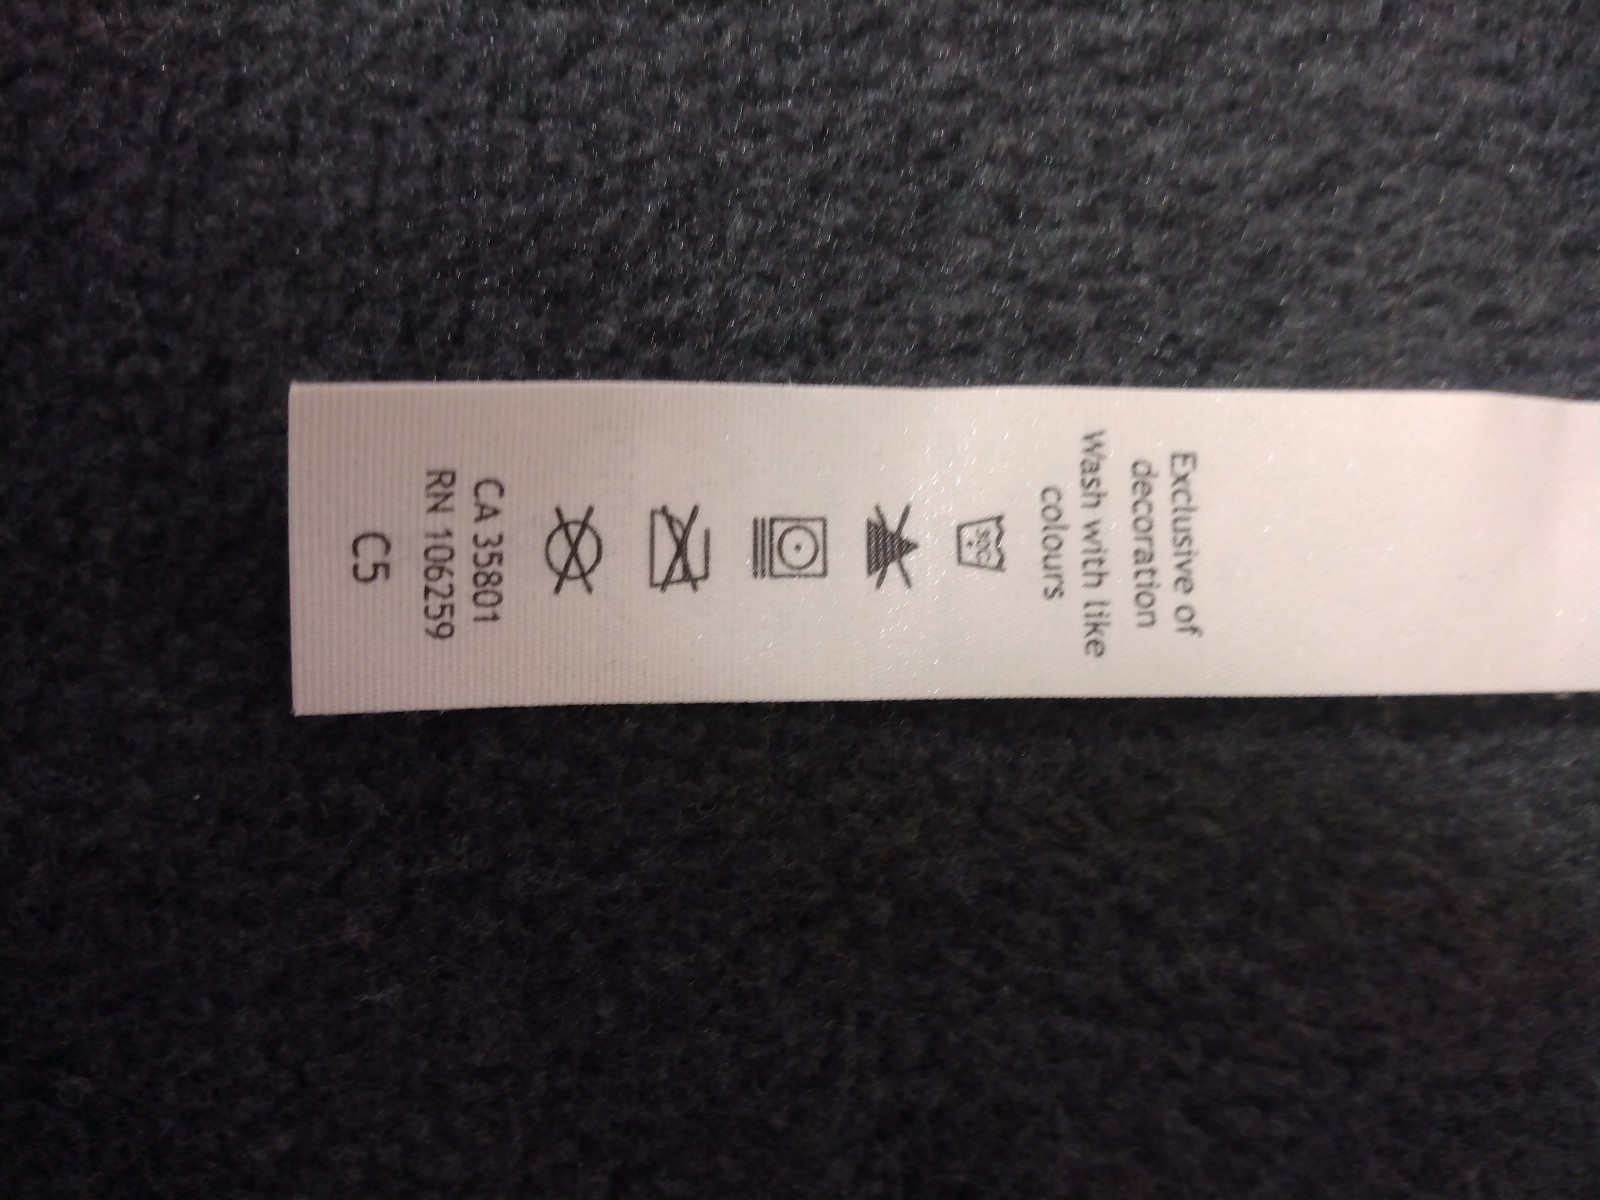 Exclusive of
decoration
Wash with like
colours
CA 35801
RN 106259
C5